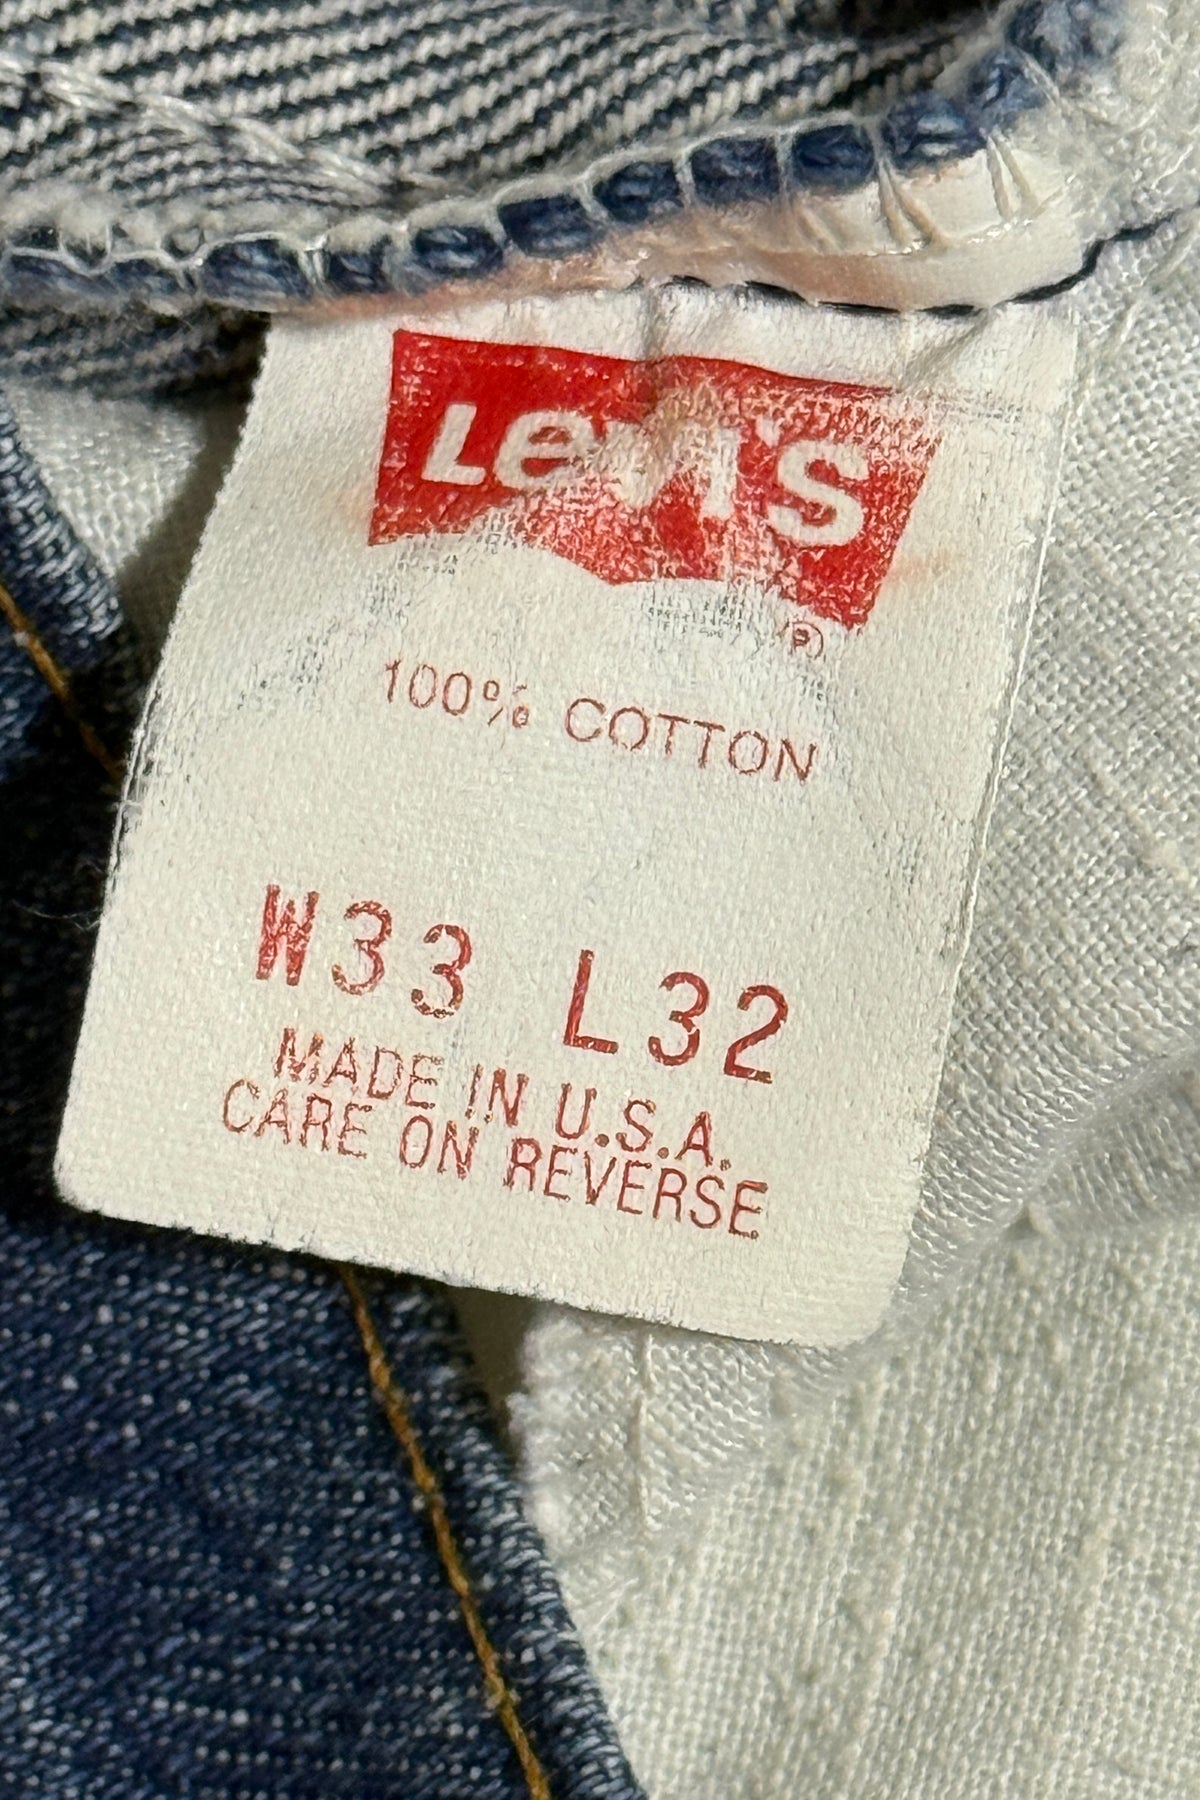 Levi's
®
100% COTTON
W33 L32
MADE IN U.S.A.
CARE ON REVERSE